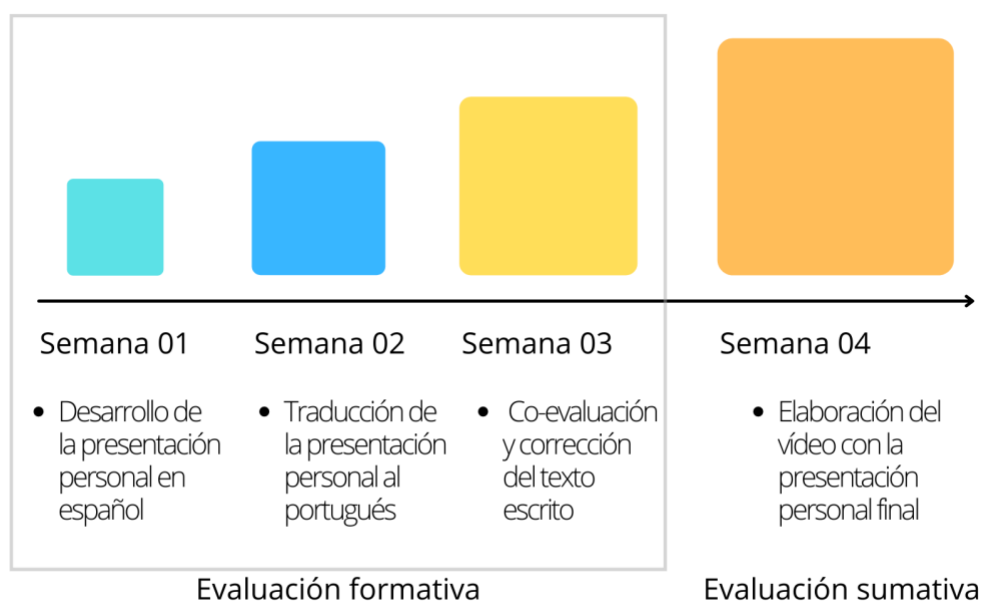 Semana 01
Semana 02
Semana 03
Semana 04
• Desarrollo de
la presentación
personal en
español
• Traducción de
la presentación
personal al
portugués
• Co-evaluación
y corrección
del texto
escrito
• Elaboración del
vídeo con la
presentación
personal final
Evaluación formativa
Evaluación sumativa